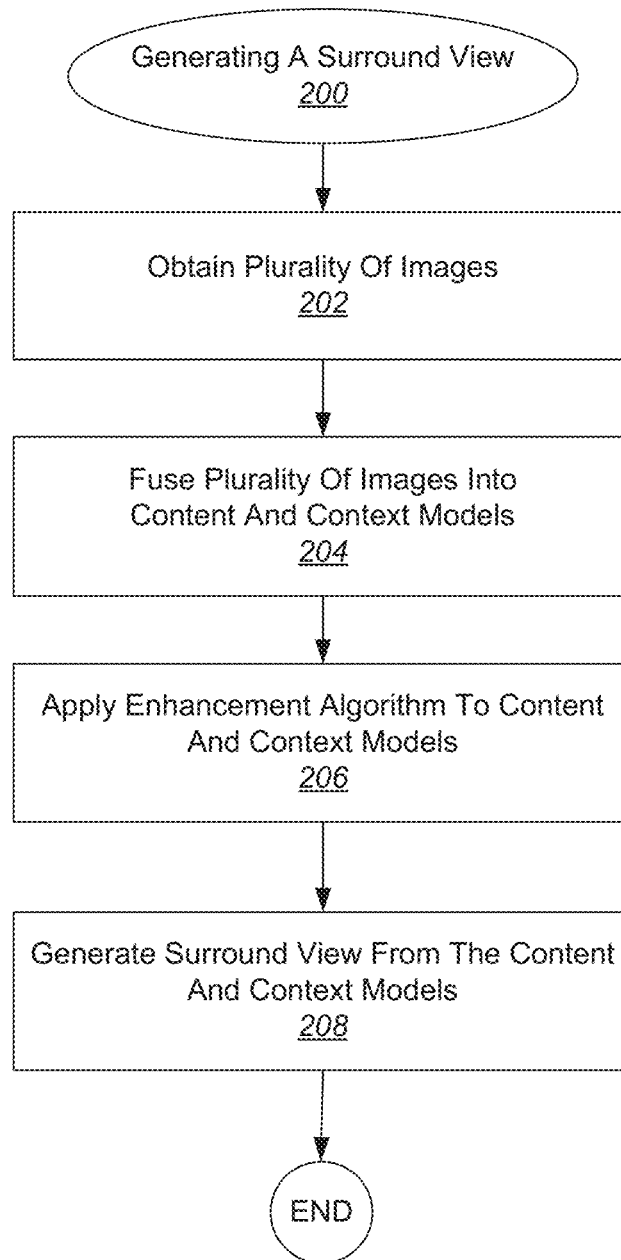 Generating A Surround View
200
Obtain Plurality Of Images
202
Fuse Plurality Of Images Into
Content And Context Models
204
Apply Enhancement Algorithm To Content
And Context Models
206
Generate Surround View From The Content
And Context Models
208
END